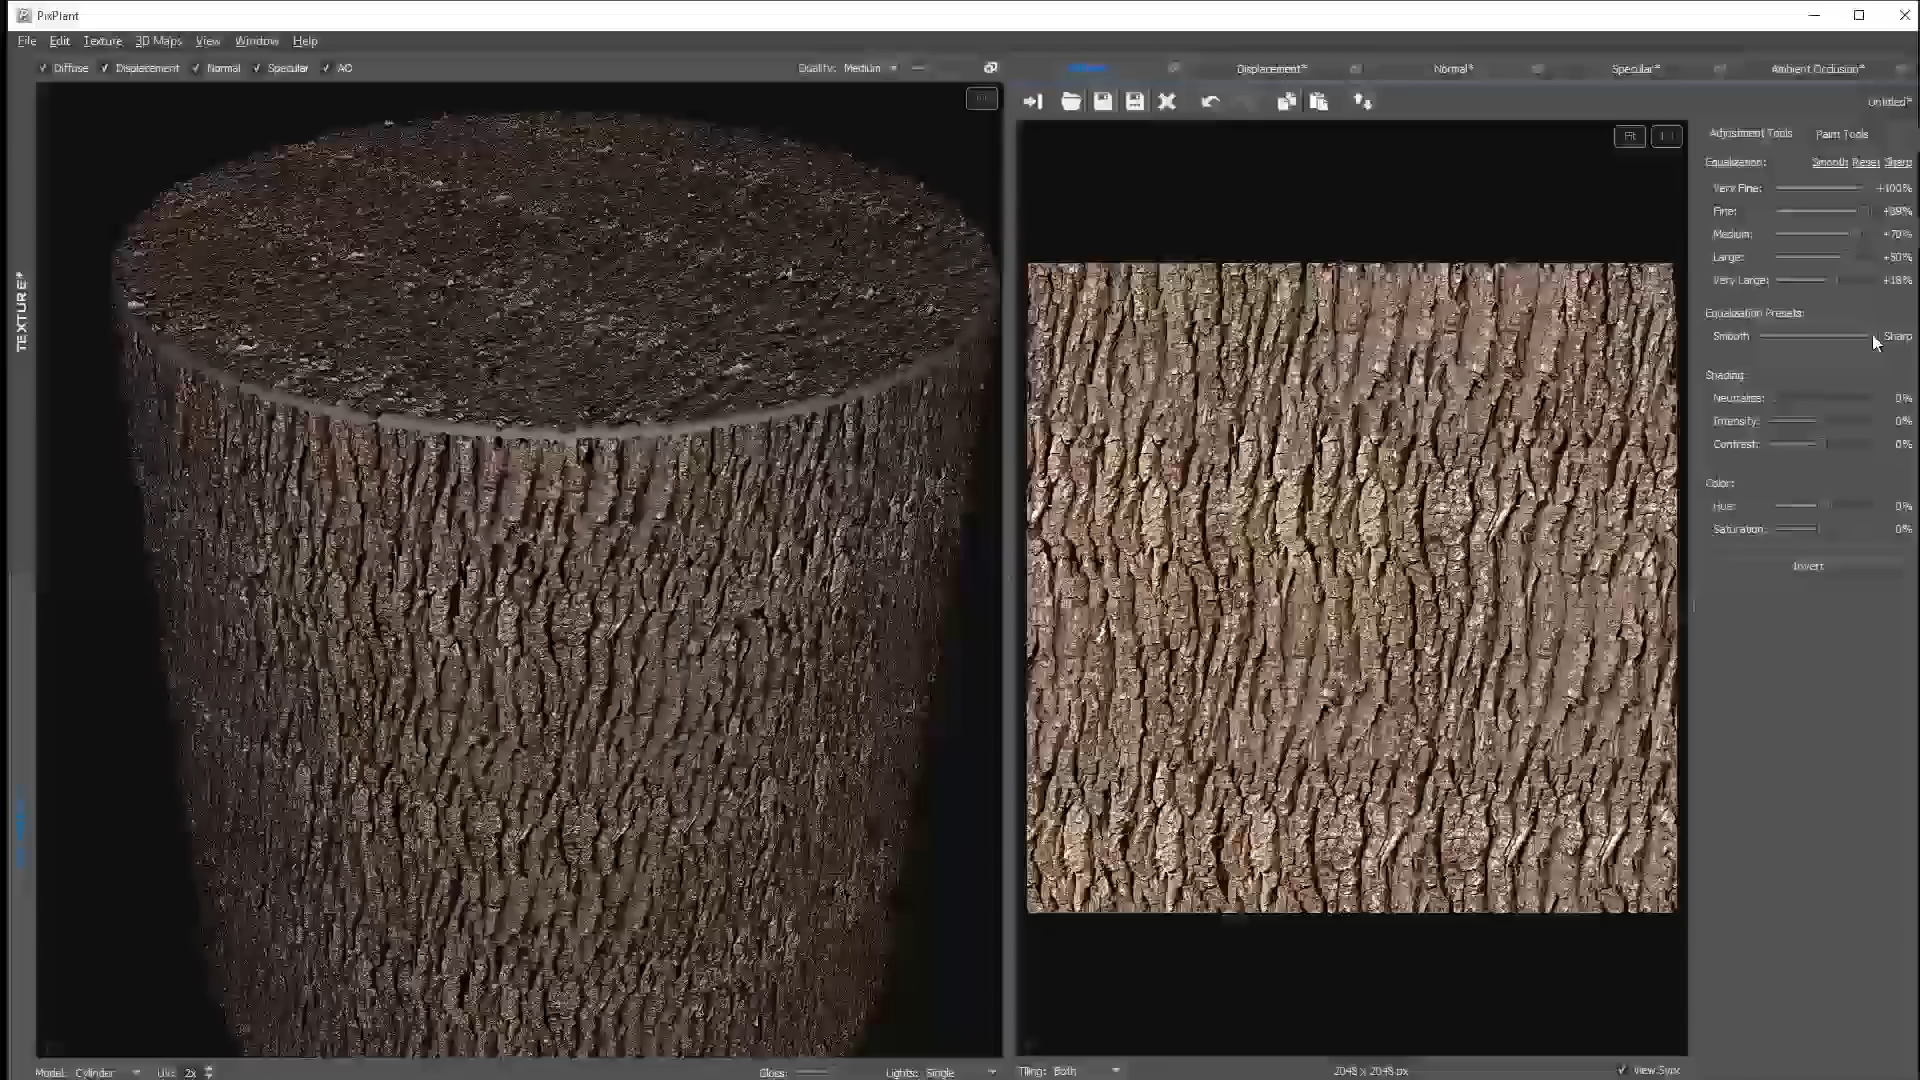 PixPlant
File Edit Texture 3D Maps View Window Help
Diffuse Displacement Normal Specular AO
Quality: Medium
Displacement* Normal* Specular* Ambient Occlusion*
Untitled*
Fit
Adjustment Tools Paint Tools
Equalization: Smooth Reset Sharp
Very Fine: +100%
Fine: +89%
Medium: +70%
Large: +50%
Very Large: +18%
Equalization Presets:
Smooth Sharp
Shading:
Neutralize: 0%
Intensity: 0%
Contrast: 0%
Color:
Hue: 0%
Saturation: 0%
Invert
TEXTURE*
Model: Cylinder UV: 2x Gloss: Lights: Single
Tiling: Both 2048 x 2048 px View Sync